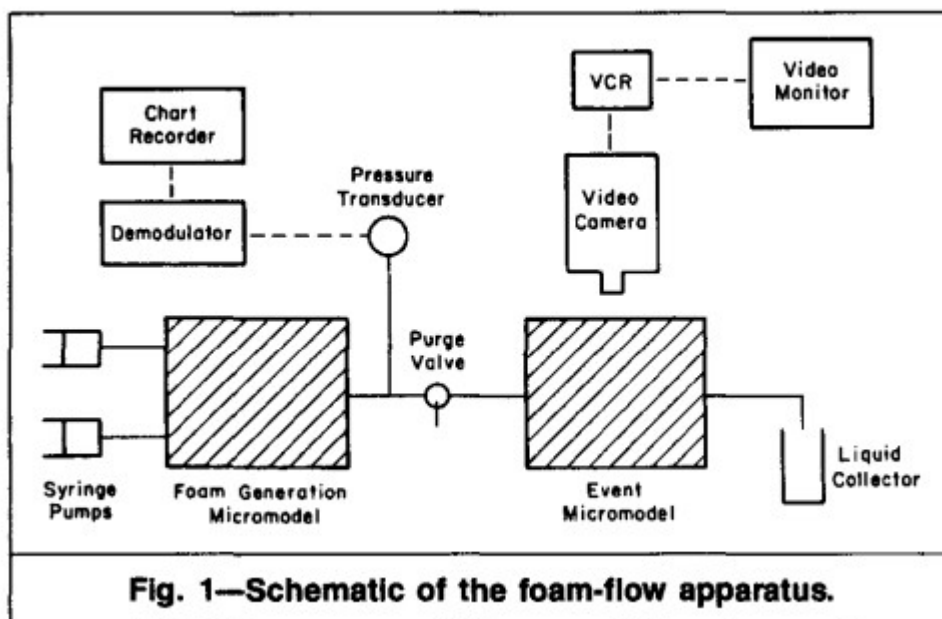 Chart
Recorder
Demodulator
Pressure
Transducer
VCR
Video
Monitor
Video
Camera
Purge
Valve
Syringe
Pumps
Foam Generation
Micromodel
Event
Micromodel
Liquid
Collector
Fig. 1—Schematic of the foam-flow apparatus.